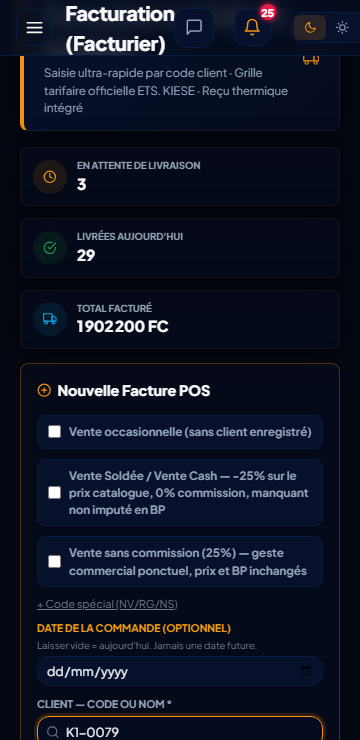 Facturation
25
(Facturier)
Saisie ultra-rapide par code client · Grille
tarifaire officielle ETS. KIESE · Reçu thermique
intégré
EN ATTENTE DE LIVRAISON
3
LIVRÉES AUJOURD'HUI
29
TOTAL FACTURÉ
1 902 200 FC
Nouvelle Facture POS
Vente occasionnelle (sans client enregistré)
Vente Soldée / Vente Cash — -25% sur le
prix catalogue, 0% commission, manquant
non imputé en BP
Vente sans commission (25%) — geste
commercial ponctuel, prix et BP inchangés
+ Code spécial (NV/RG/NS)
DATE DE LA COMMANDE (OPTIONNEL)
Laisser vide = aujourd'hui. Jamais une date future.
dd/mm/yyyy
CLIENT — CODE OU NOM *
K1-0079